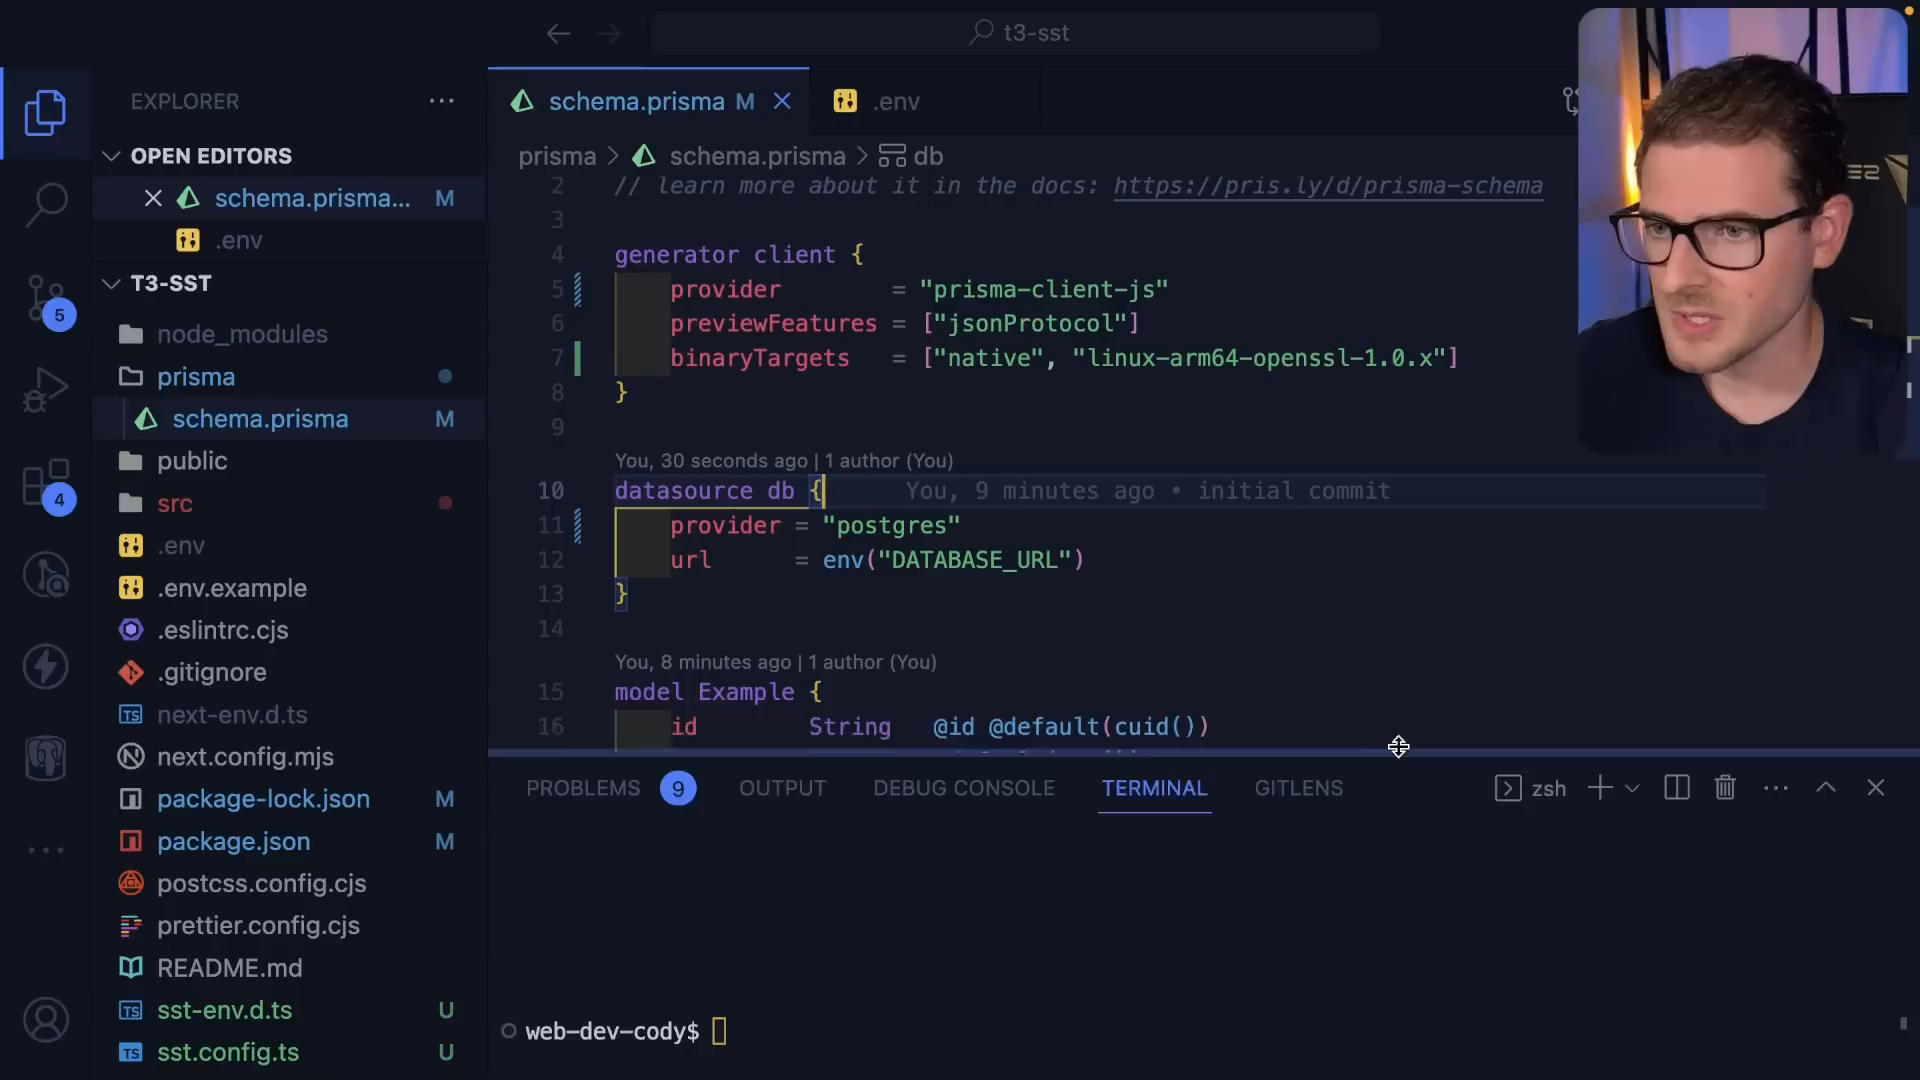 t3-sst
EXPLORER
OPEN EDITORS
schema.prisma... M
.env
T3-SST
node_modules
prisma
schema.prisma M
public
src
.env
.env.example
.eslintrc.cjs
.gitignore
next-env.d.ts
next.config.mjs
package-lock.json M
package.json M
postcss.config.cjs
prettier.config.cjs
README.md
sst-env.d.ts U
sst.config.ts U
5
4
schema.prisma M
.env
prisma > schema.prisma > db
2 // learn more about it in the docs: https://pris.ly/d/prisma-schema
3
4 generator client {
5 provider = "prisma-client-js"
6 previewFeatures = ["jsonProtocol"]
7 binaryTargets = ["native", "linux-arm64-openssl-1.0.x"]
8 }
9
You, 30 seconds ago | 1 author (You)
10 datasource db { You, 9 minutes ago • initial commit
11 provider = "postgres"
12 url = env("DATABASE_URL")
13 }
14
You, 8 minutes ago | 1 author (You)
15 model Example {
16 id String @id @default(cuid())
PROBLEMS 9 OUTPUT DEBUG CONSOLE TERMINAL GITLENS zsh
web-dev-cody$